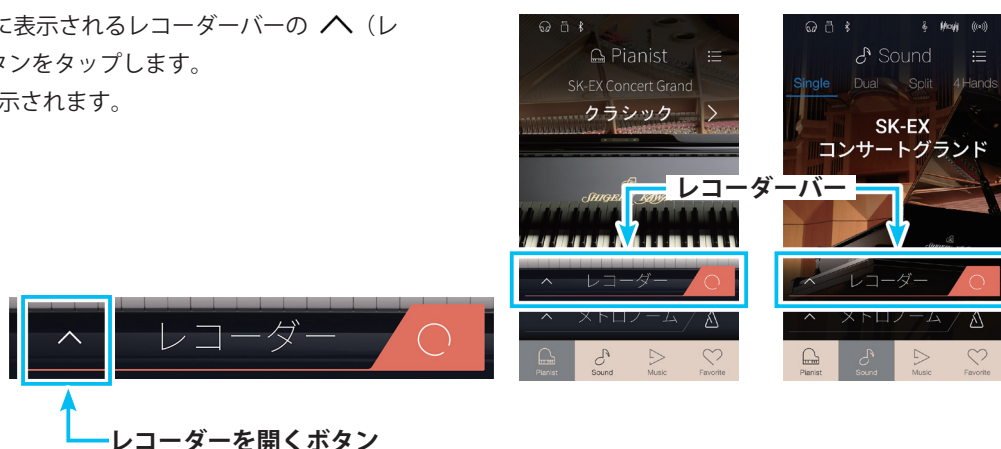 に表示されるレコーダーバーの ヘ（レ
タンをタップします。
示されます。
レコーダー
レコーダーを開くボタン
Pianist
SK-EX Concert Grand
クラシック
SHIGERU KAWAI
レコーダー
メトロノーム
Pianist
Sound
Music
Favorite
レコーダーバー
Sound
Single Dual Split 4 Hands
SK-EX
コンサートグランド
レコーダー
メトロノーム
Pianist
Sound
Music
Favorite